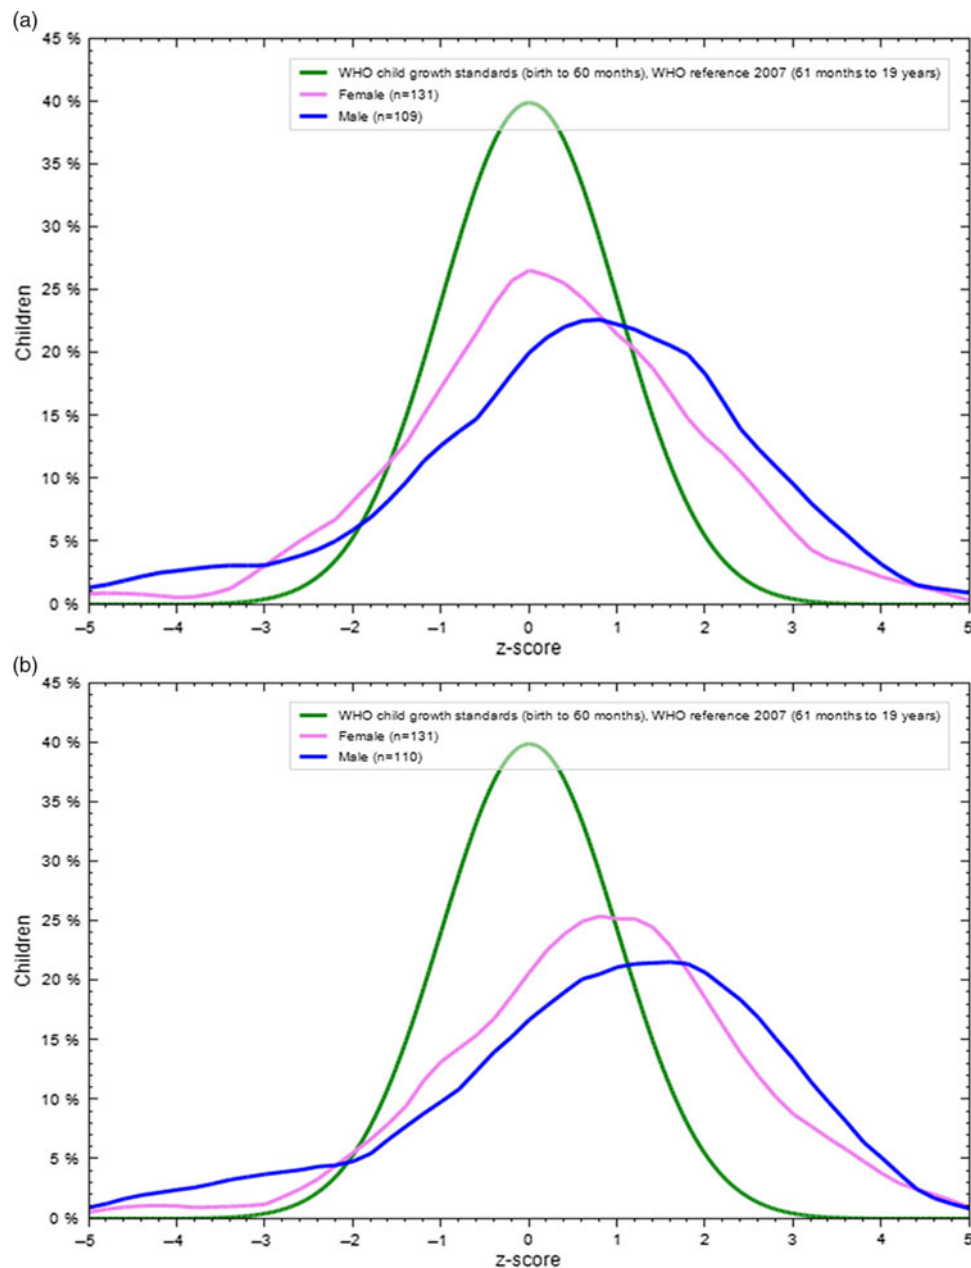 (a)
45 %
40 %
35 %
30 %
25 %
20 %
15 %
10 %
5 %
0 %
Children
WHO child growth standards (birth to 60 months), WHO reference 2007 (61 months to 19 years)
Female (n=131)
Male (n=109)
–5 –4 –3 –2 –1 0 1 2 3 4 5
z-score
(b)
45 %
40 %
35 %
30 %
25 %
20 %
15 %
10 %
5 %
0 %
Children
WHO child growth standards (birth to 60 months), WHO reference 2007 (61 months to 19 years)
Female (n=131)
Male (n=110)
–5 –4 –3 –2 –1 0 1 2 3 4 5
z-score